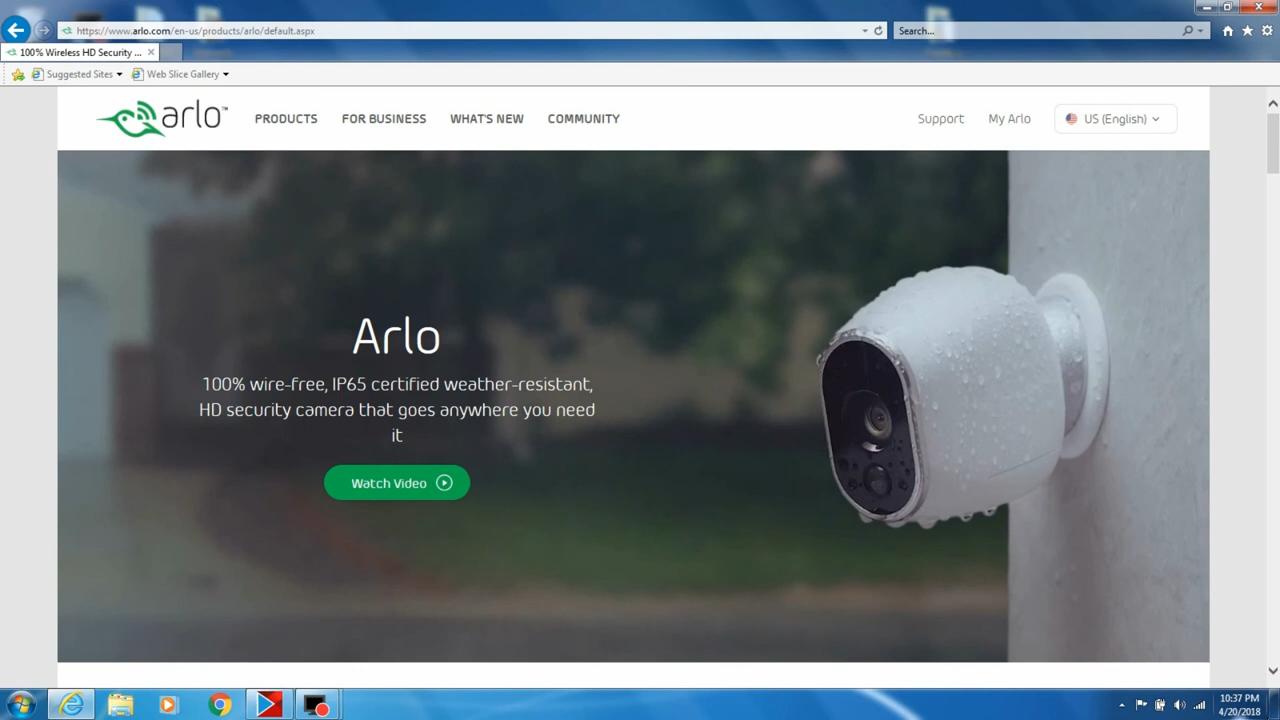 https://www.arlo.com/en-us/products/arlo/default.aspx
Search...
100% Wireless HD Security ...
Suggested Sites
Web Slice Gallery
arlo™
PRODUCTS
FOR BUSINESS
WHAT'S NEW
COMMUNITY
Support
My Arlo
US (English)
Arlo
100% wire-free, IP65 certified weather-resistant,
HD security camera that goes anywhere you need
it
Watch Video
10:37 PM
4/20/2018